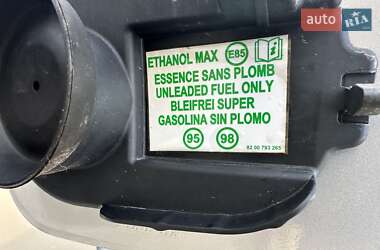 auto.ria
ETHANOL MAX E85
ESSENCE SANS PLOMB
UNLEADED FUEL ONLY
BLEIFREI SUPER
GASOLINA SIN PLOMO
95 98
82 00 793 265